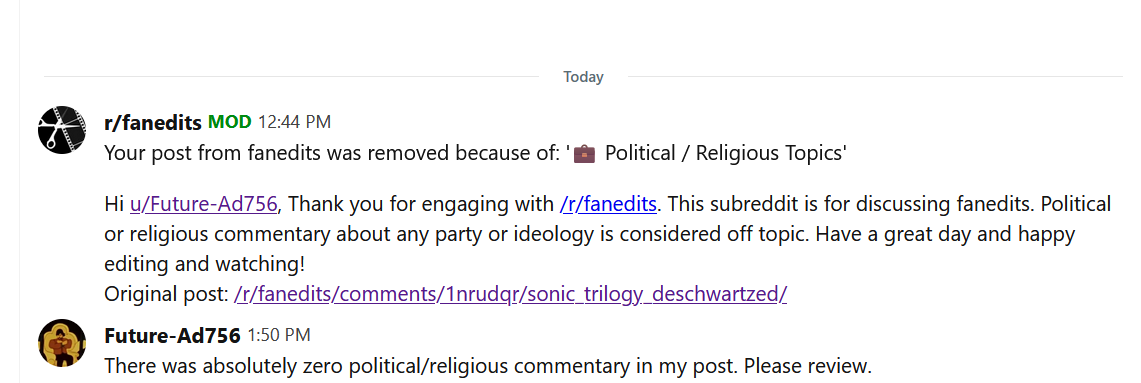 Today
r/fanedits MOD 12:44 PM
Your post from fanedits was removed because of: '💼 Political / Religious Topics'
Hi u/Future-Ad756, Thank you for engaging with /r/fanedits. This subreddit is for discussing fanedits. Political
or religious commentary about any party or ideology is considered off topic. Have a great day and happy
editing and watching!
Original post: /r/fanedits/comments/1nrudqr/sonic_trilogy_deschwartzed/
Future-Ad756 1:50 PM
There was absolutely zero political/religious commentary in my post. Please review.